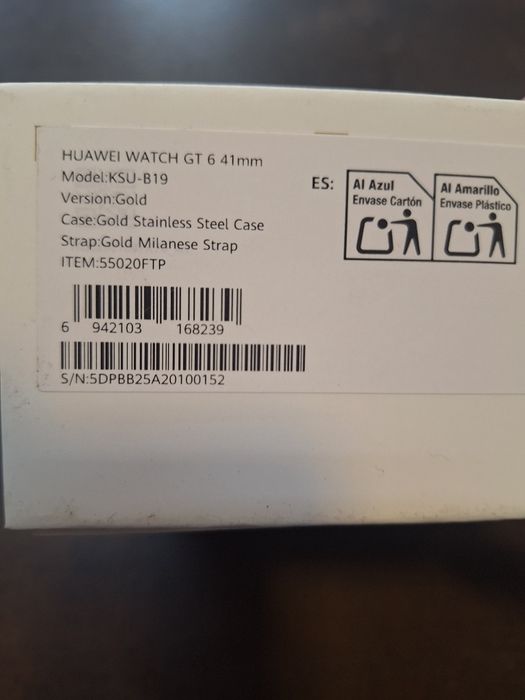 HUAWEI WATCH GT 6 41mm
Model:KSU-B19
Version:Gold
Case:Gold Stainless Steel Case
Strap:Gold Milanese Strap
ITEM:55020FTP
6 942103 168239
S/N:5DPBB25A20100152
ES:
Al Azul
Envase Cartón
Al Amarillo
Envase Plástico